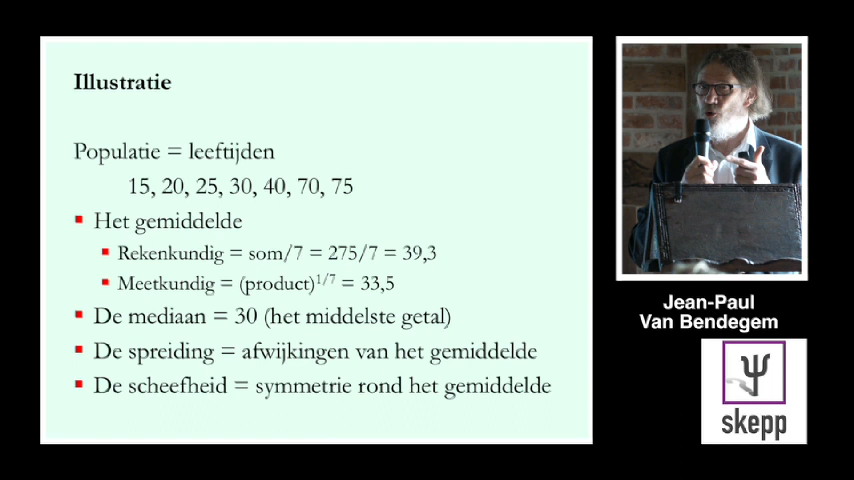 Illustratie
Populatie = leeftijden
15, 20, 25, 30, 40, 70, 75
Het gemiddelde
Rekenkundig = som/7 = 275/7 = 39,3
Meetkundig = (product)^1/7 = 33,5
De mediaan = 30 (het middelste getal)
De spreiding = afwijkingen van het gemiddelde
De scheefheid = symmetrie rond het gemiddelde
Jean-Paul
Van Bendegem
Ψ
skepp